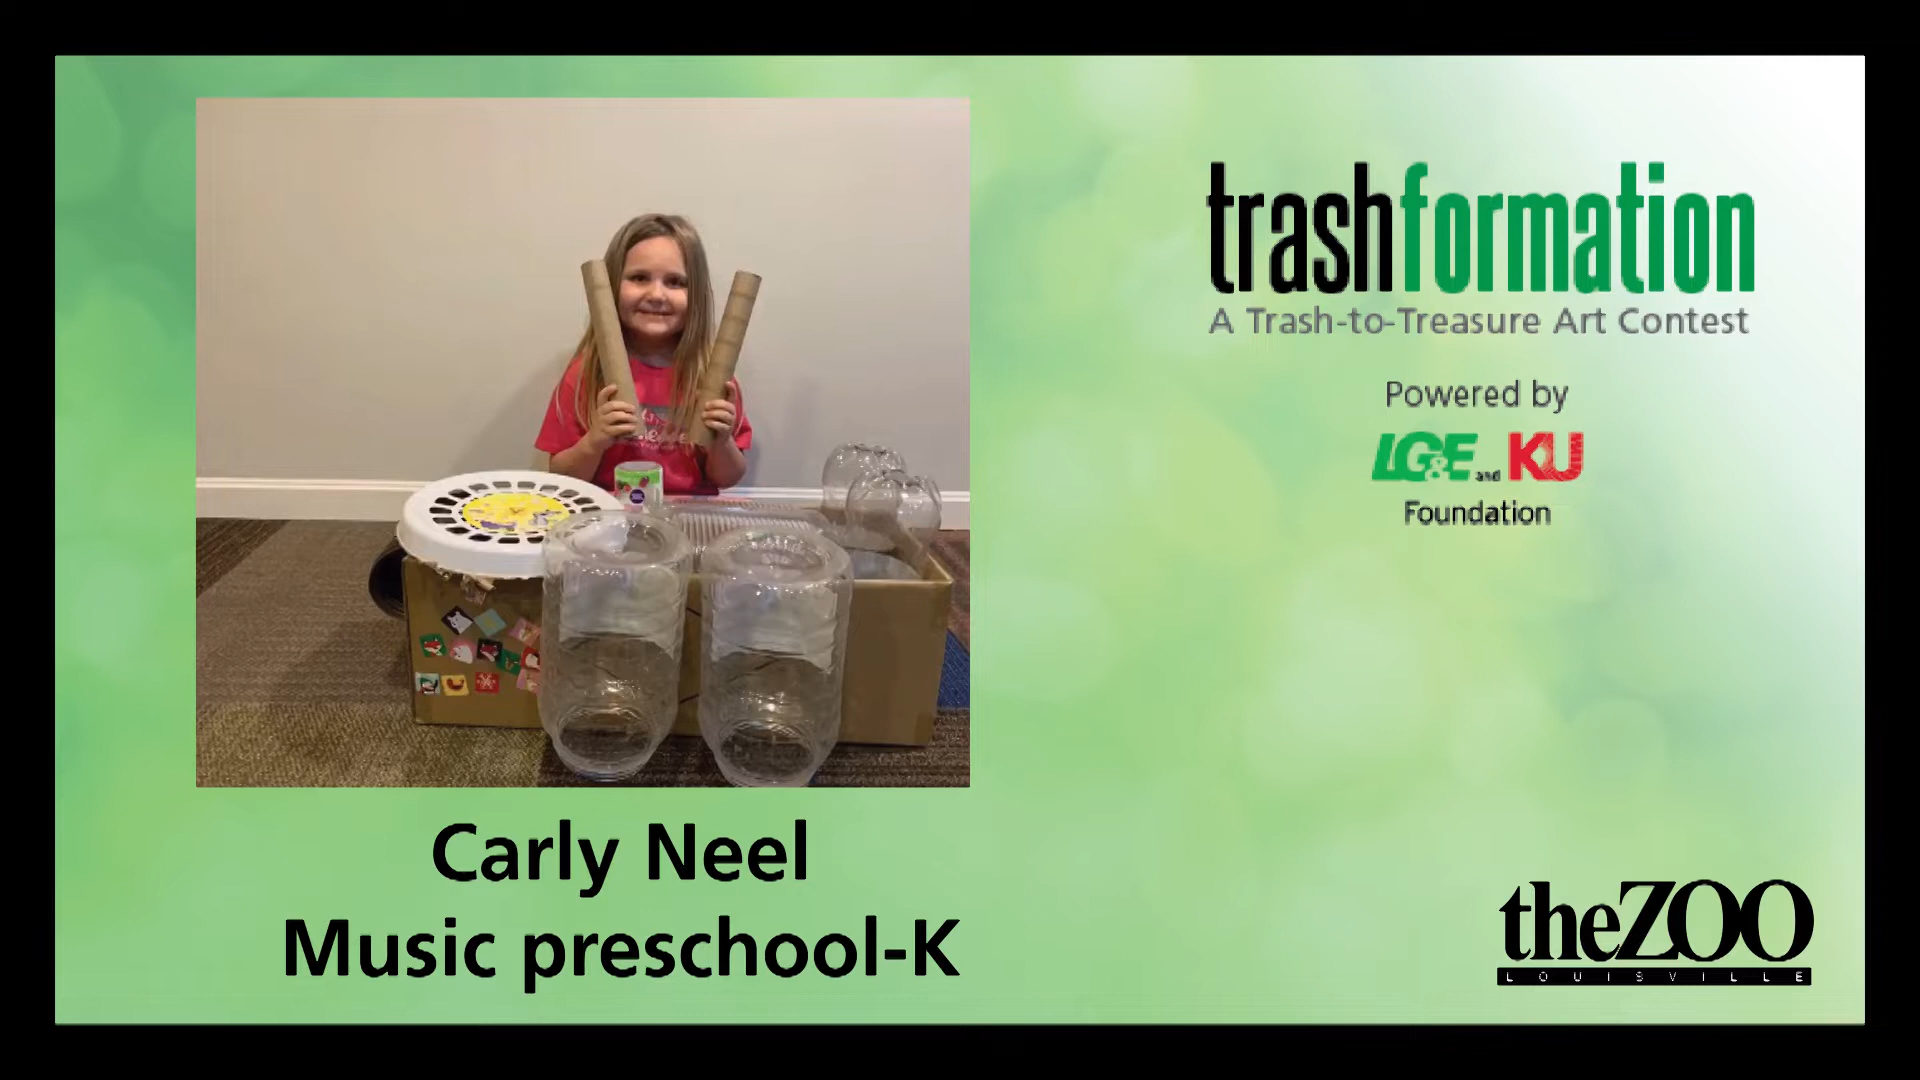 trashformation
A Trash-to-Treasure Art Contest
Powered by
LG&E and KU
Foundation
Carly Neel
Music preschool-K
theZOO
LOUISVILLE